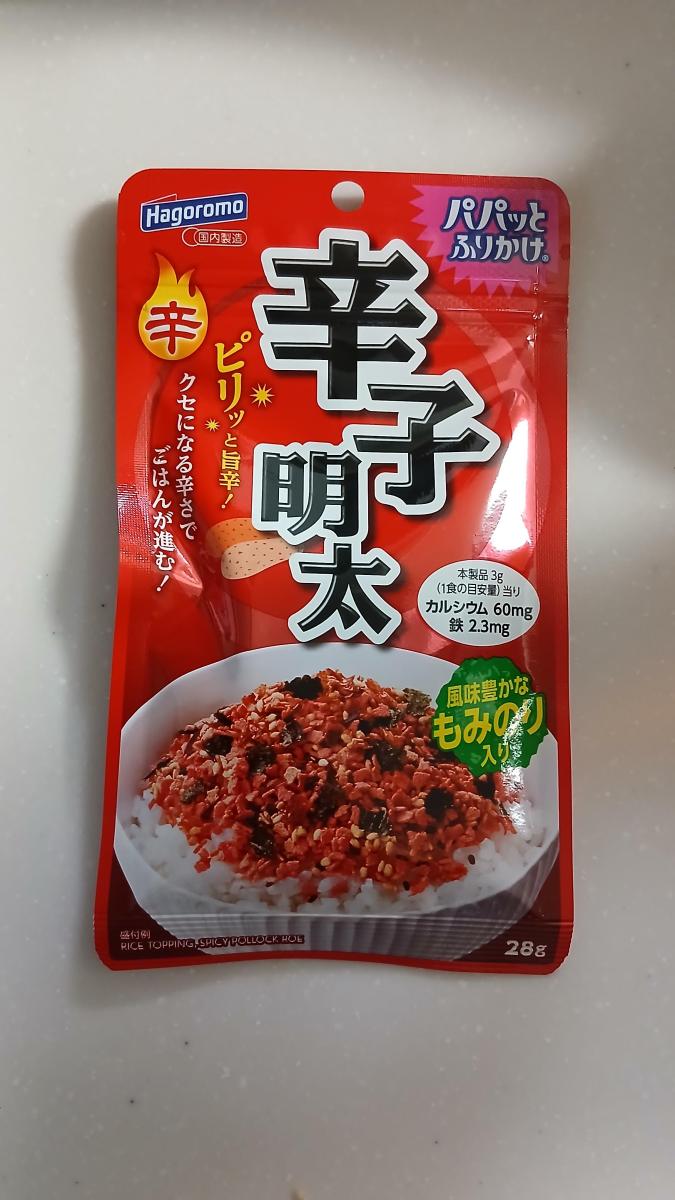 Hagoromo
国内製造
パパッと
ふりかけ®
辛子
明太
辛
ピリッと旨辛!
クセになる辛さで
ごはんが進む!
本製品3g
(1食の目安量)当り
カルシウム 60mg
鉄 2.3mg
風味豊かな
もみのり
入り
盛付例
RICE TOPPING, SPICY POLLOCK ROE
28g